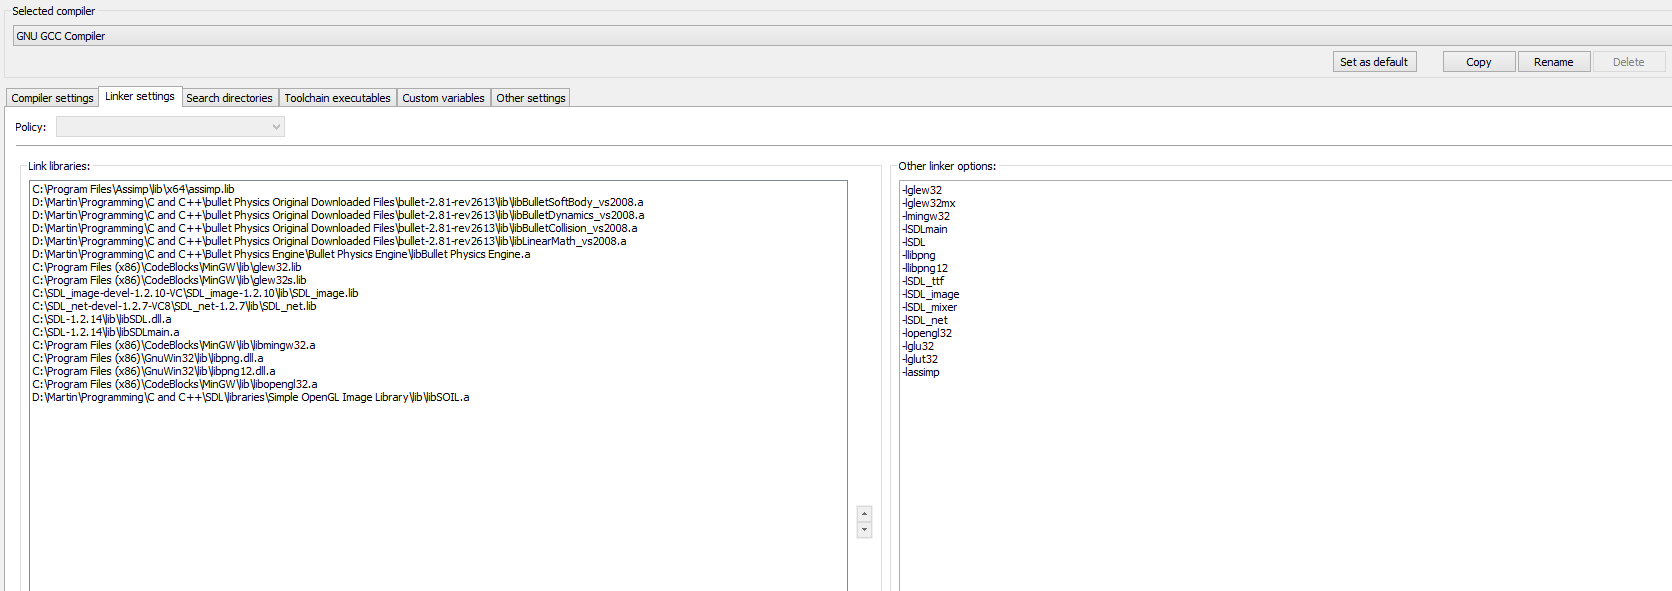 Selected compiler
GNU GCC Compiler
Set as default Copy Rename Delete
Compiler settings Linker settings Search directories Toolchain executables Custom variables Other settings
Policy:
Link libraries:
C:\Program Files\Assimp\lib\x64\assimp.lib
D:\Martin\Programming\C and C++\bullet Physics Original Downloaded Files\bullet-2.81-rev2613\lib\libBulletSoftBody_vs2008.a
D:\Martin\Programming\C and C++\bullet Physics Original Downloaded Files\bullet-2.81-rev2613\lib\libBulletDynamics_vs2008.a
D:\Martin\Programming\C and C++\bullet Physics Original Downloaded Files\bullet-2.81-rev2613\lib\libBulletCollision_vs2008.a
D:\Martin\Programming\C and C++\bullet Physics Original Downloaded Files\bullet-2.81-rev2613\lib\libLinearMath_vs2008.a
D:\Martin\Programming\C and C++\Bullet Physics Engine\Bullet Physics Engine\libBullet Physics Engine.a
C:\Program Files (x86)\CodeBlocks\MinGW\lib\glew32.lib
C:\Program Files (x86)\CodeBlocks\MinGW\lib\glew32s.lib
C:\SDL_image-devel-1.2.10-VC\SDL_image-1.2.10\lib\SDL_image.lib
C:\SDL_net-devel-1.2.7-VC8\SDL_net-1.2.7\lib\SDL_net.lib
C:\SDL-1.2.14\lib\libSDL.dll.a
C:\SDL-1.2.14\lib\libSDLmain.a
C:\Program Files (x86)\CodeBlocks\MinGW\lib\libmingw32.a
C:\Program Files (x86)\GnuWin32\lib\libpng.dll.a
C:\Program Files (x86)\GnuWin32\lib\libpng12.dll.a
C:\Program Files (x86)\CodeBlocks\MinGW\lib\libopengl32.a
D:\Martin\Programming\C and C++\SDL\libraries\Simple OpenGL Image Library\lib\libSOIL.a
Other linker options:
-lglew32
-lglew32mx
-lmingw32
-lSDLmain
-lSDL
-llibpng
-llibpng12
-lSDL_ttf
-lSDL_image
-lSDL_mixer
-lSDL_net
-lopengl32
-lglu32
-lglut32
-lassimp